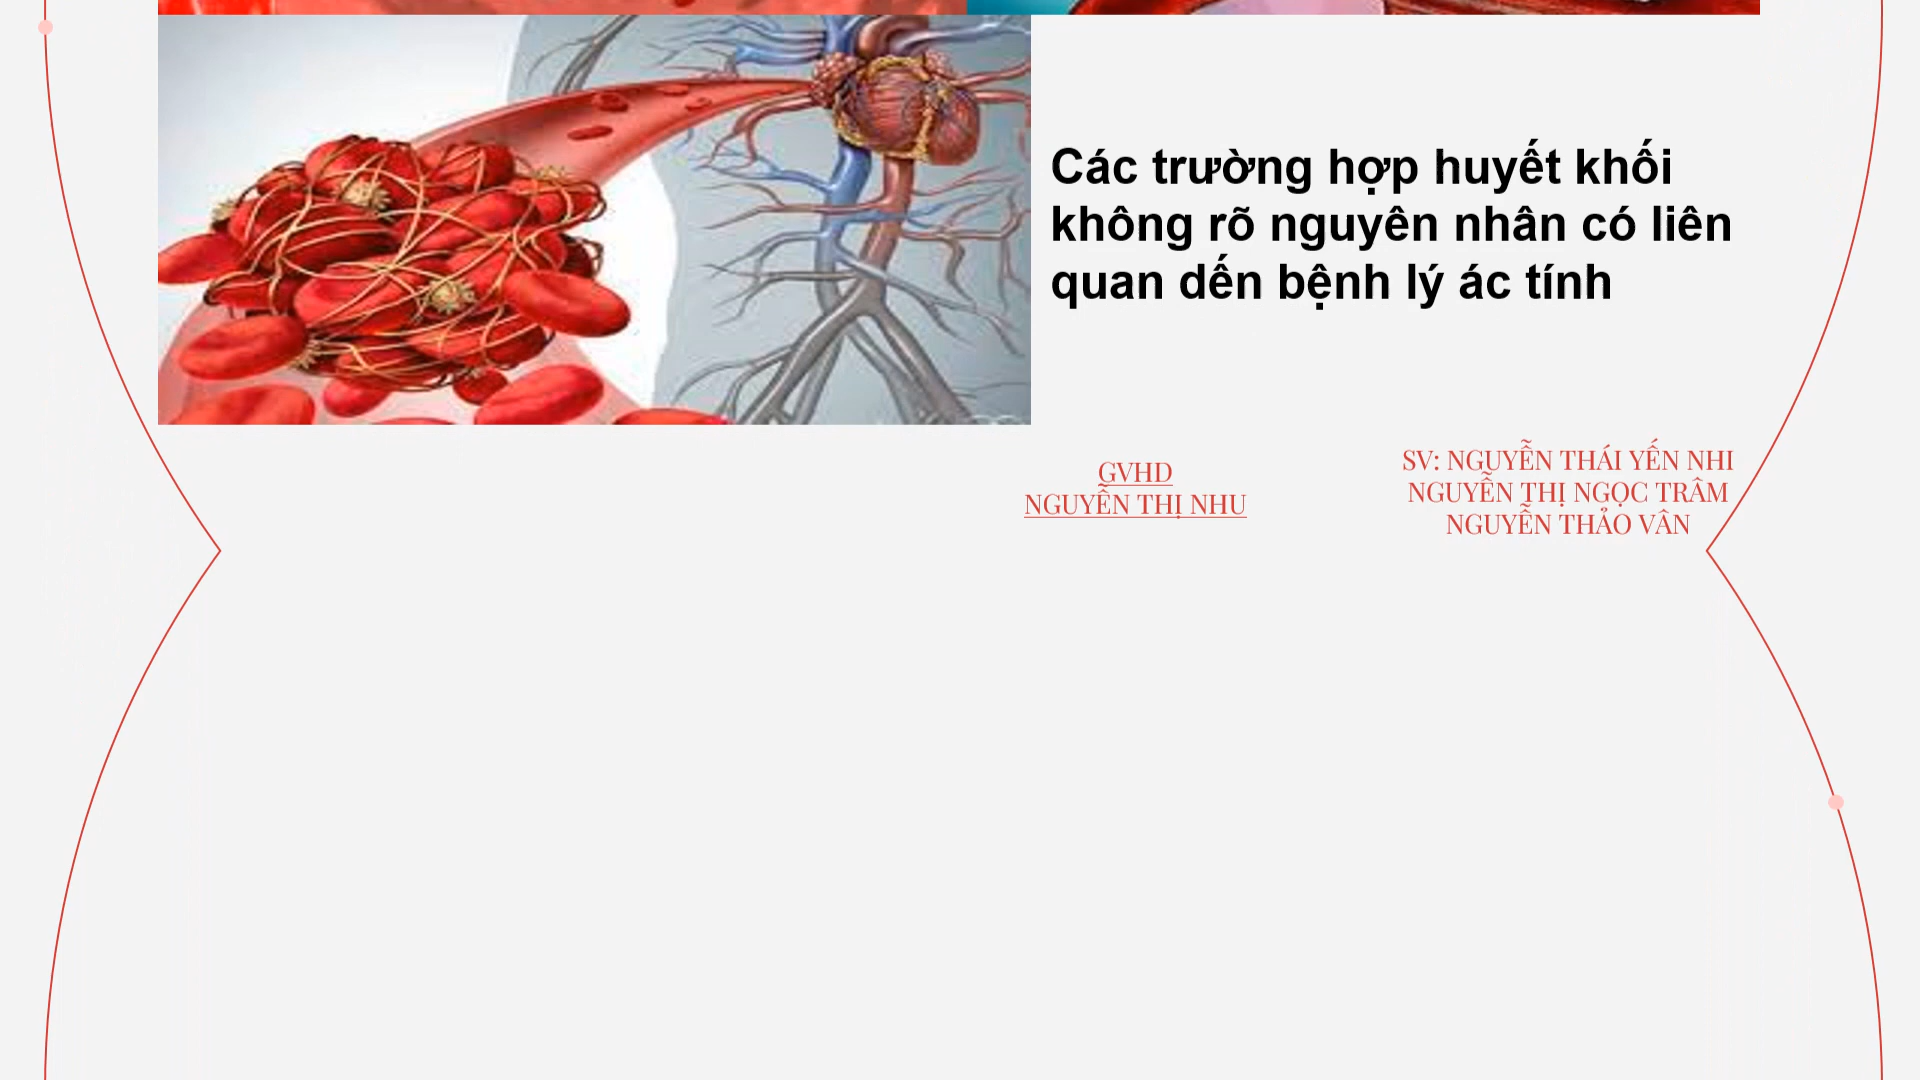 Các trường hợp huyết khối
không rõ nguyên nhân có liên
quan dến bệnh lý ác tính
GVHD
NGUYỄN THỊ NHU
SV: NGUYỄN THÁI YẾN NHI
NGUYỄN THỊ NGỌC TRÂM
NGUYỄN THẢO VÂN